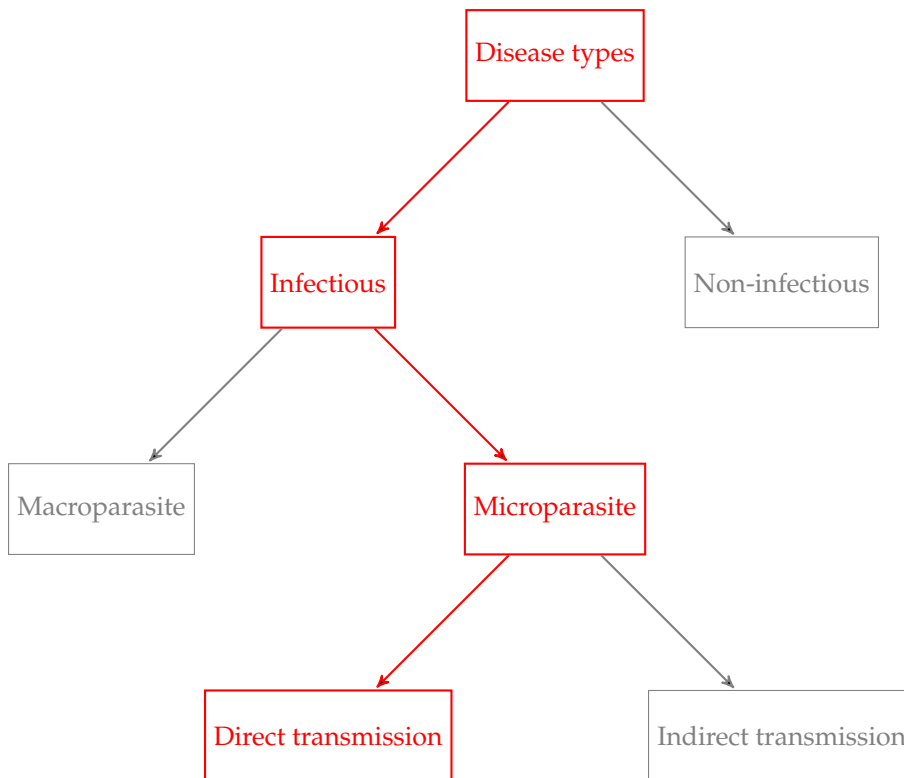 Disease types
Infectious
Non-infectious
Macroparasite
Microparasite
Direct transmission
Indirect transmission